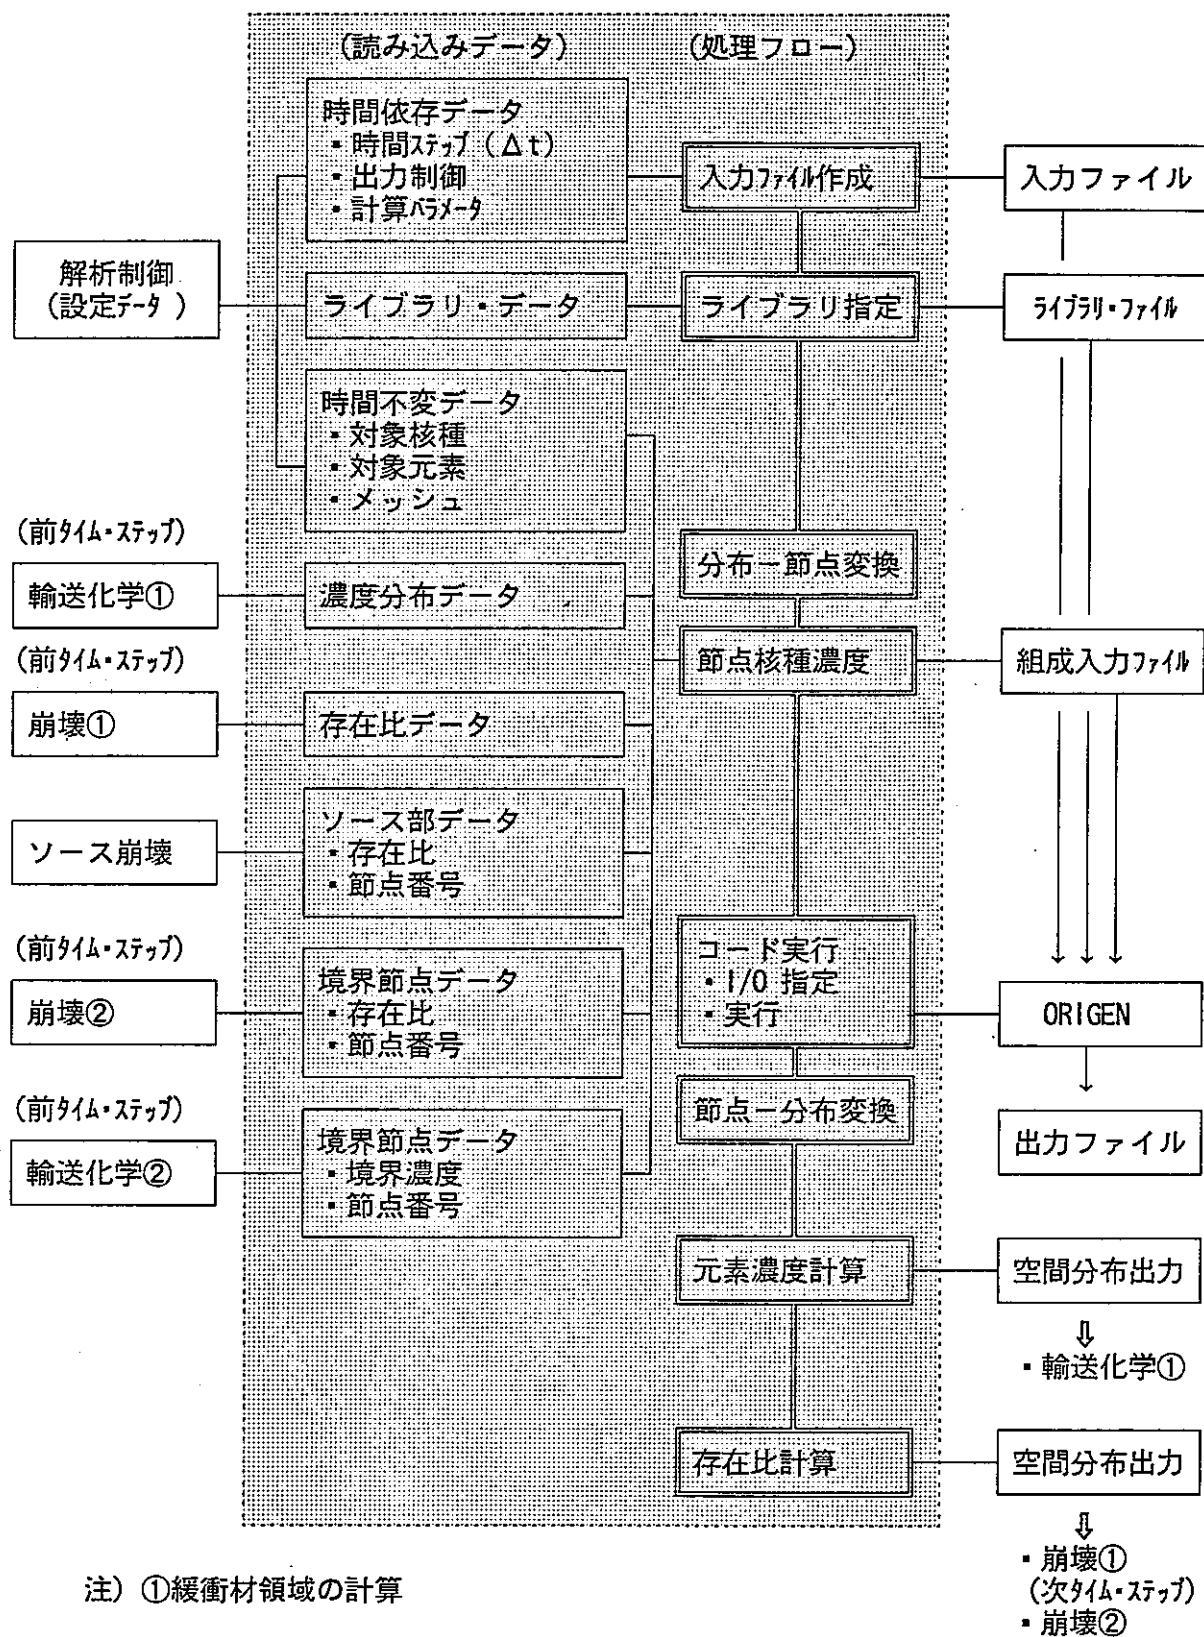 (読み込みデータ)
(処理フロー)
時間依存データ
・時間ステップ(Δt)
・出力制御
・計算パラメータ
入力ファイル作成
入力ファイル
解析制御
(設定データ )
ライブラリ・データ
ライブラリ指定
ライブラリ・ファイル
時間不変データ
・対象核種
・対象元素
・メッシュ
(前タイム・ステップ)
輸送化学①
濃度分布データ
分布-節点変換
(前タイム・ステップ)
節点核種濃度
組成入力ファイル
崩壊①
存在比データ
ソース崩壊
ソース部データ
・存在比
・節点番号
(前タイム・ステップ)
崩壊②
境界節点データ
・存在比
・節点番号
コード実行
・I/O 指定
・実行
ORIGEN
(前タイム・ステップ)
輸送化学②
境界節点データ
・境界濃度
・節点番号
節点-分布変換
出力ファイル
元素濃度計算
空間分布出力
⇩
・輸送化学①
存在比計算
空間分布出力
⇩
・崩壊①
(次タイム・ステップ)
・崩壊②
注) ①緩衝材領域の計算